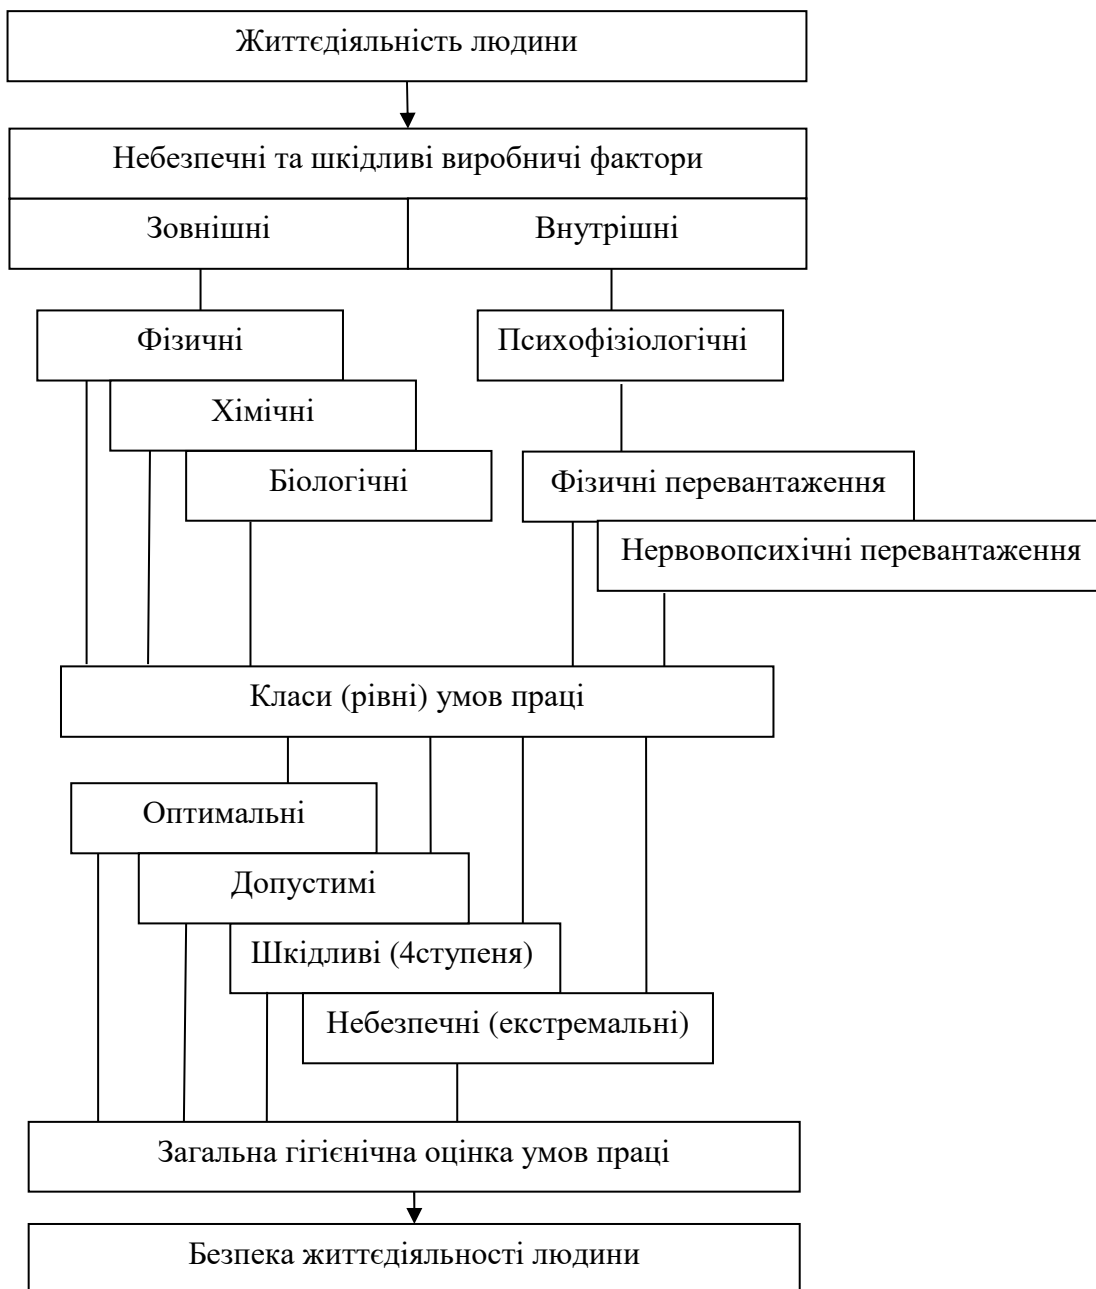 Життєдіяльність людини
Небезпечні та шкідливі виробничі фактори
Зовнішні
Внутрішні
Фізичні
Психофізіологічні
Хімічні
Біологічні
Фізичні перевантаження
Нервовопсихічні перевантаження
Класи (рівні) умов праці
Оптимальні
Допустимі
Шкідливі (4ступеня)
Небезпечні (екстремальні)
Загальна гігієнічна оцінка умов праці
Безпека життєдіяльності людини